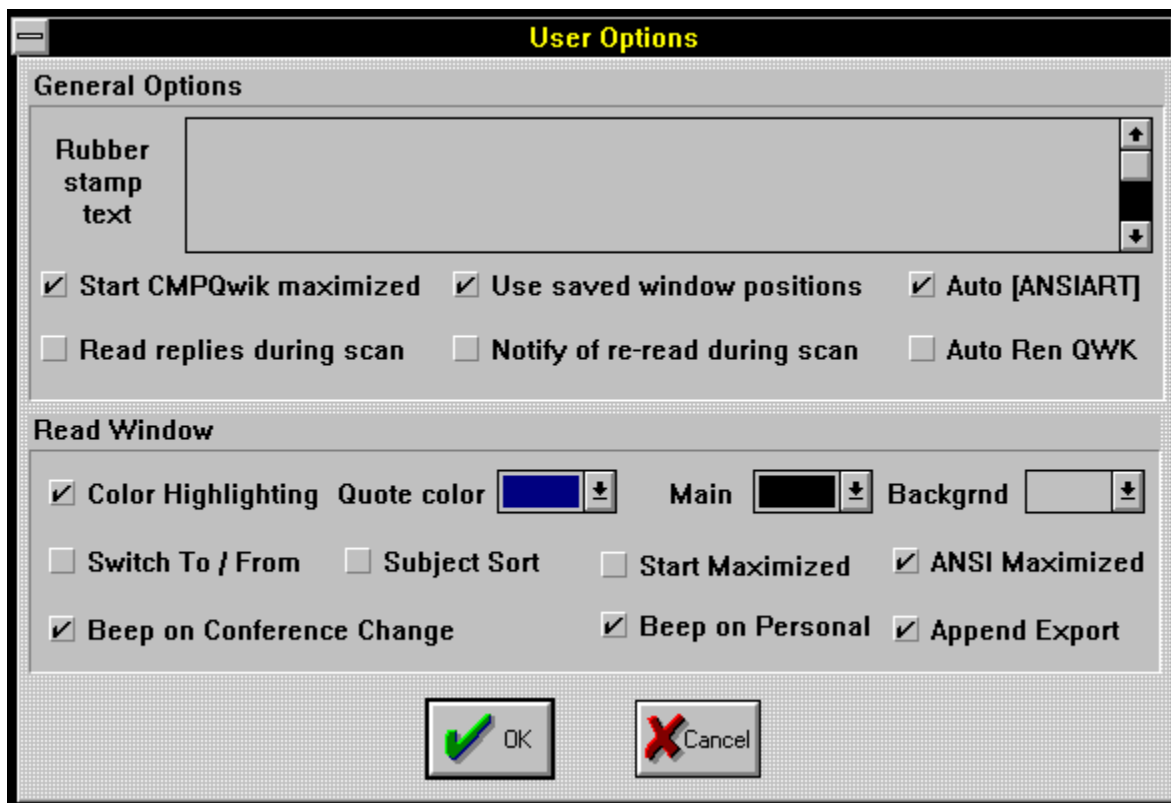 User Options
General Options
Rubber
stamp
text
Start CMPQwik maximized Use saved window positions Auto [ANSIART]
Read replies during scan Notify of re-read during scan Auto Ren QWK
Read Window
Color Highlighting Quote color Main Backgrnd
Switch To / From Subject Sort Start Maximized ANSI Maximized
Beep on Conference Change Beep on Personal Append Export
OK Cancel